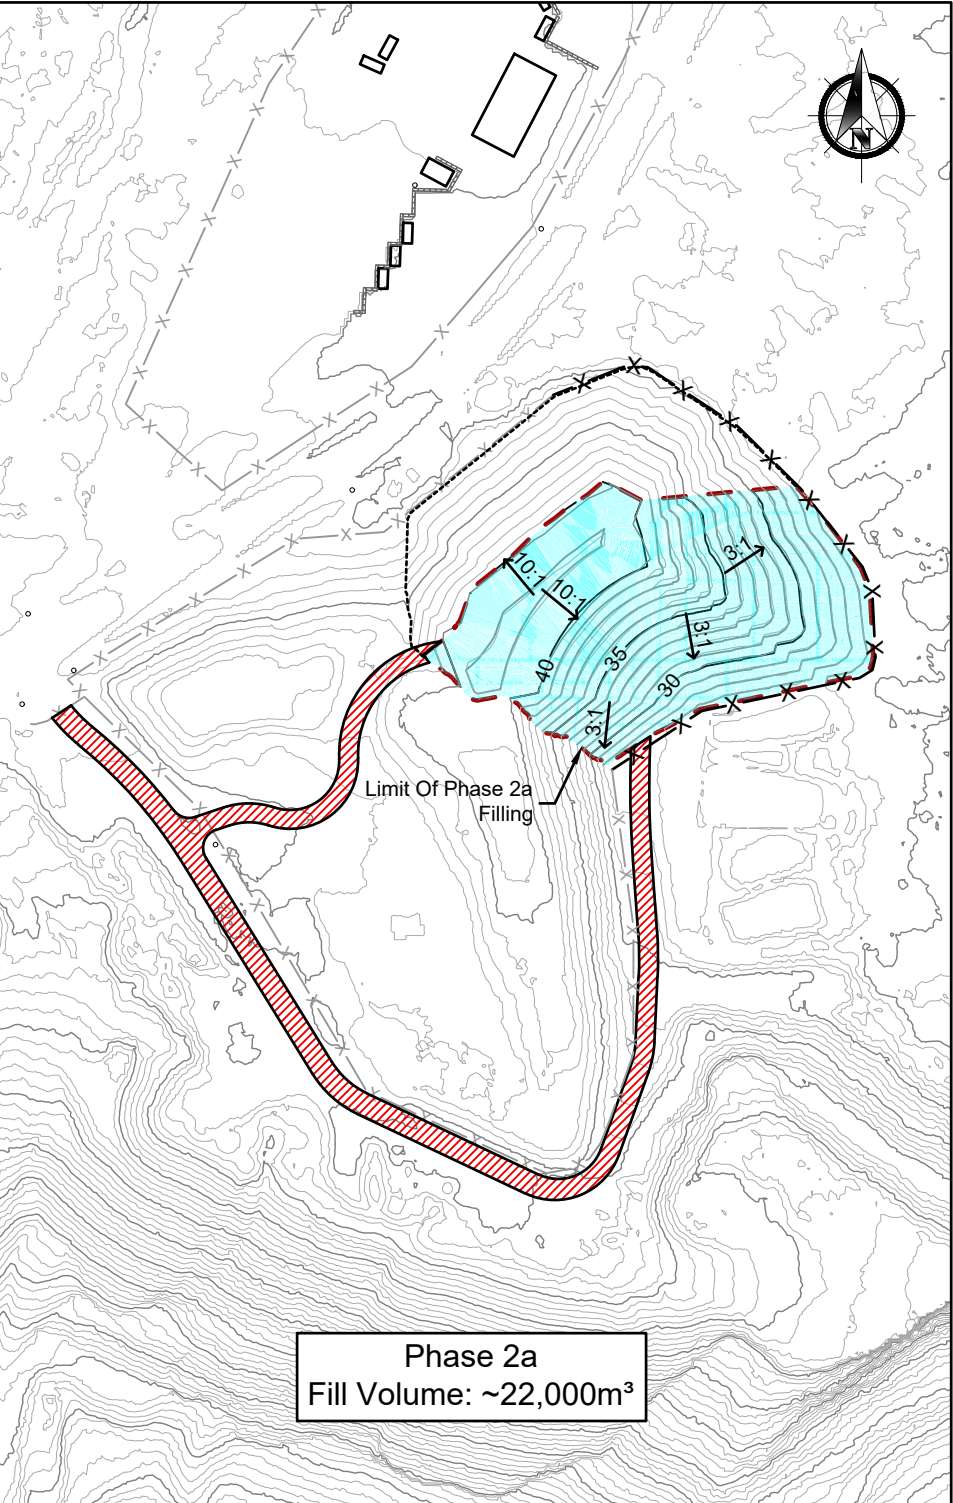 N
10:1
10:1
3:1
3:1
40
35
30
3:1
Limit Of Phase 2a
Filling
Phase 2a
Fill Volume: ~22,000m³